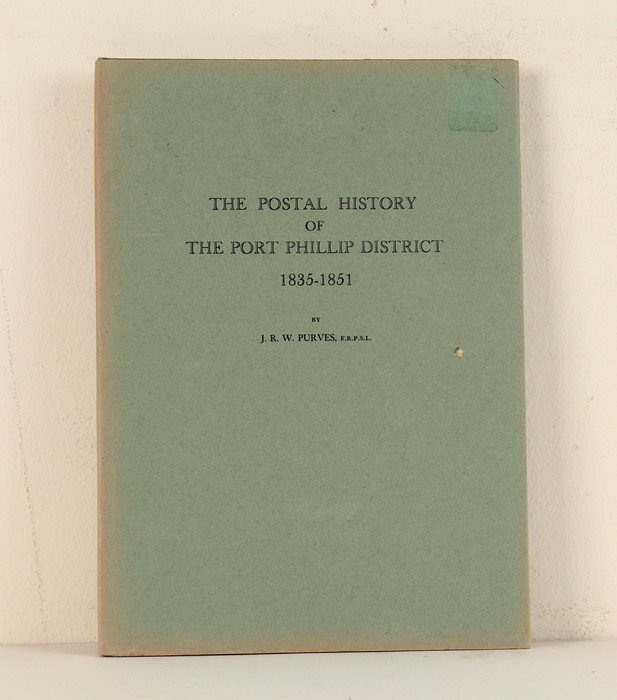 THE POSTAL HISTORY
OF
THE PORT PHILLIP DISTRICT
1835-1851
BY
J. R. W. PURVES, F.R.P.S.L.